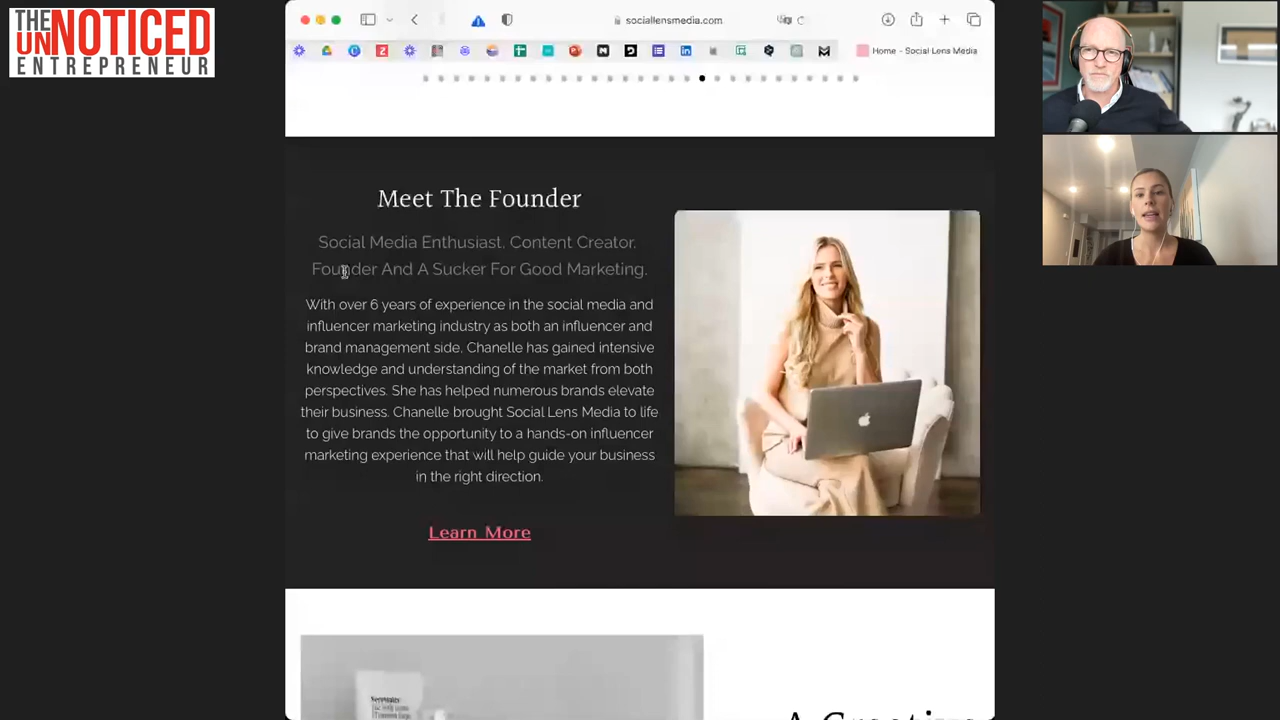 THE
UNNOTICED
ENTREPRENEUR
sociallensmedia.com
Home - Social Lens Media
Meet The Founder
Social Media Enthusiast. Content Creator.
Founder And A Sucker For Good Marketing.
With over 6 years of experience in the social media and
influencer marketing industry as both an influencer and
brand management side. Chanelle has gained intensive
knowledge and understanding of the market from both
perspectives. She has helped numerous brands elevate
their business. Chanelle brought Social Lens Media to life
to give brands the opportunity to a hands-on influencer
marketing experience that will help guide your business
in the right direction.
Learn More
A Creative